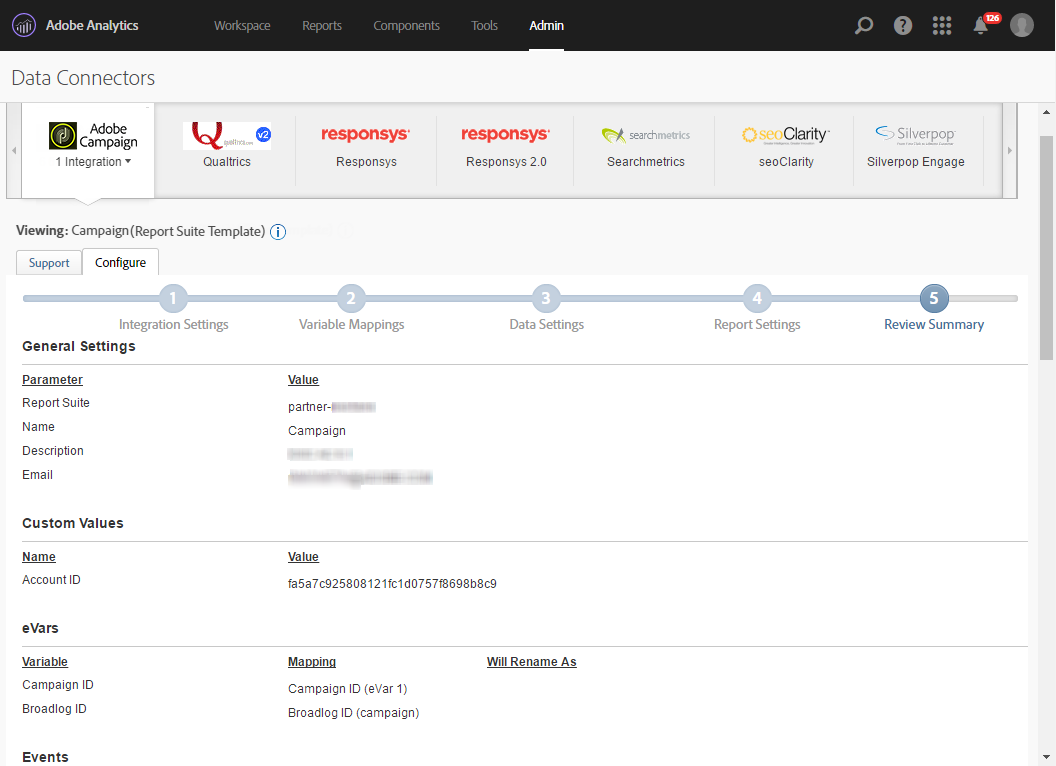 Adobe Analytics Workspace Reports Components Tools Admin ? 126
Data Connectors
Adobe Campaign
1 Integration
Qualtrics.com v2
Qualtrics
responsys
Responsys
responsys
Responsys 2.0
searchmetrics
Searchmetrics
seoClarity
seoClarity
Silverpop
Silverpop Engage
Viewing: Campaign(Report Suite Template) i
Support Configure
1 2 3 4 5
Integration Settings Variable Mappings Data Settings Report Settings Review Summary
General Settings
Parameter Value
Report Suite partner-
Name Campaign
Description
Email
Custom Values
Name Value
Account ID fa5a7c925808121fc1d0757f8698b8c9
eVars
Variable Mapping Will Rename As
Campaign ID Campaign ID (eVar 1)
Broadlog ID Broadlog ID (campaign)
Events